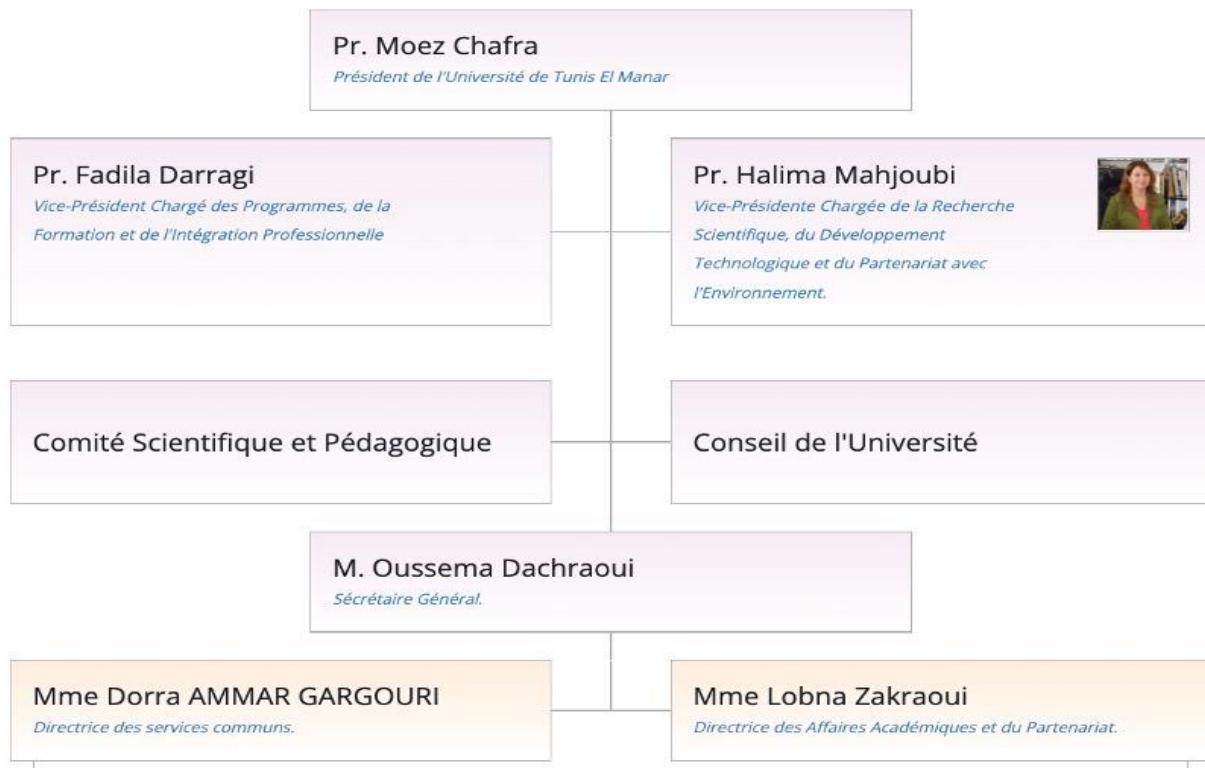 Pr. Moez Chafra
Président de l'Université de Tunis El Manar
Pr. Fadila Darragi
Vice-Président Chargé des Programmes, de la
Formation et de l'Intégration Professionnelle
Pr. Halima Mahjoubi
Vice-Présidente Chargée de la Recherche
Scientifique, du Développement
Technologique et du Partenariat avec
l'Environnement.
Comité Scientifique et Pédagogique
Conseil de l'Université
M. Oussema Dachraoui
Sécrétaire Général.
Mme Dorra AMMAR GARGOURI
Directrice des services communs.
Mme Lobna Zakraoui
Directrice des Affaires Académiques et du Partenariat.